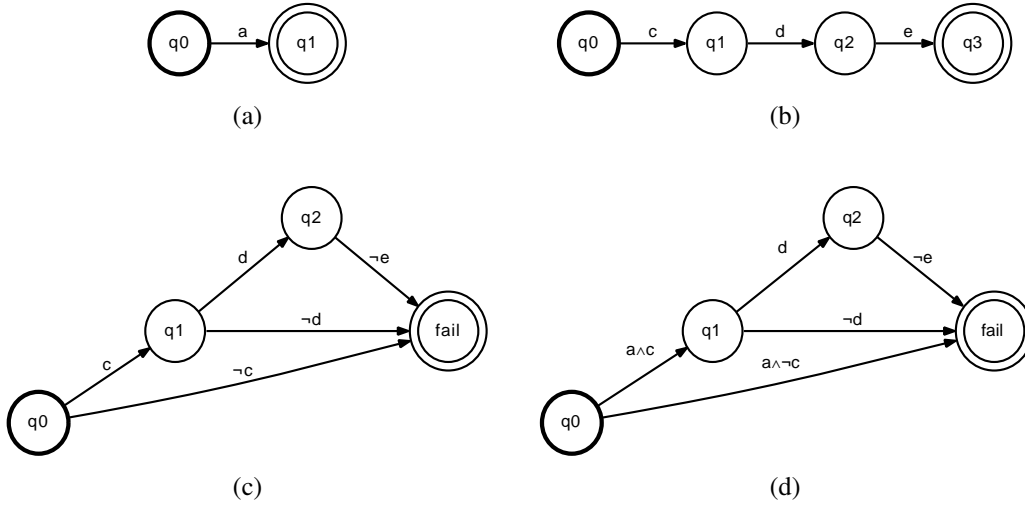 q0 a q1
q0 c q1 d q2 e q3
(a)
(b)
q2
q2
d ¬e
d ¬e
q1 ¬d fail
q1 ¬d fail
c ¬c
a∧c a∧¬c
q0
q0
(c)
(d)